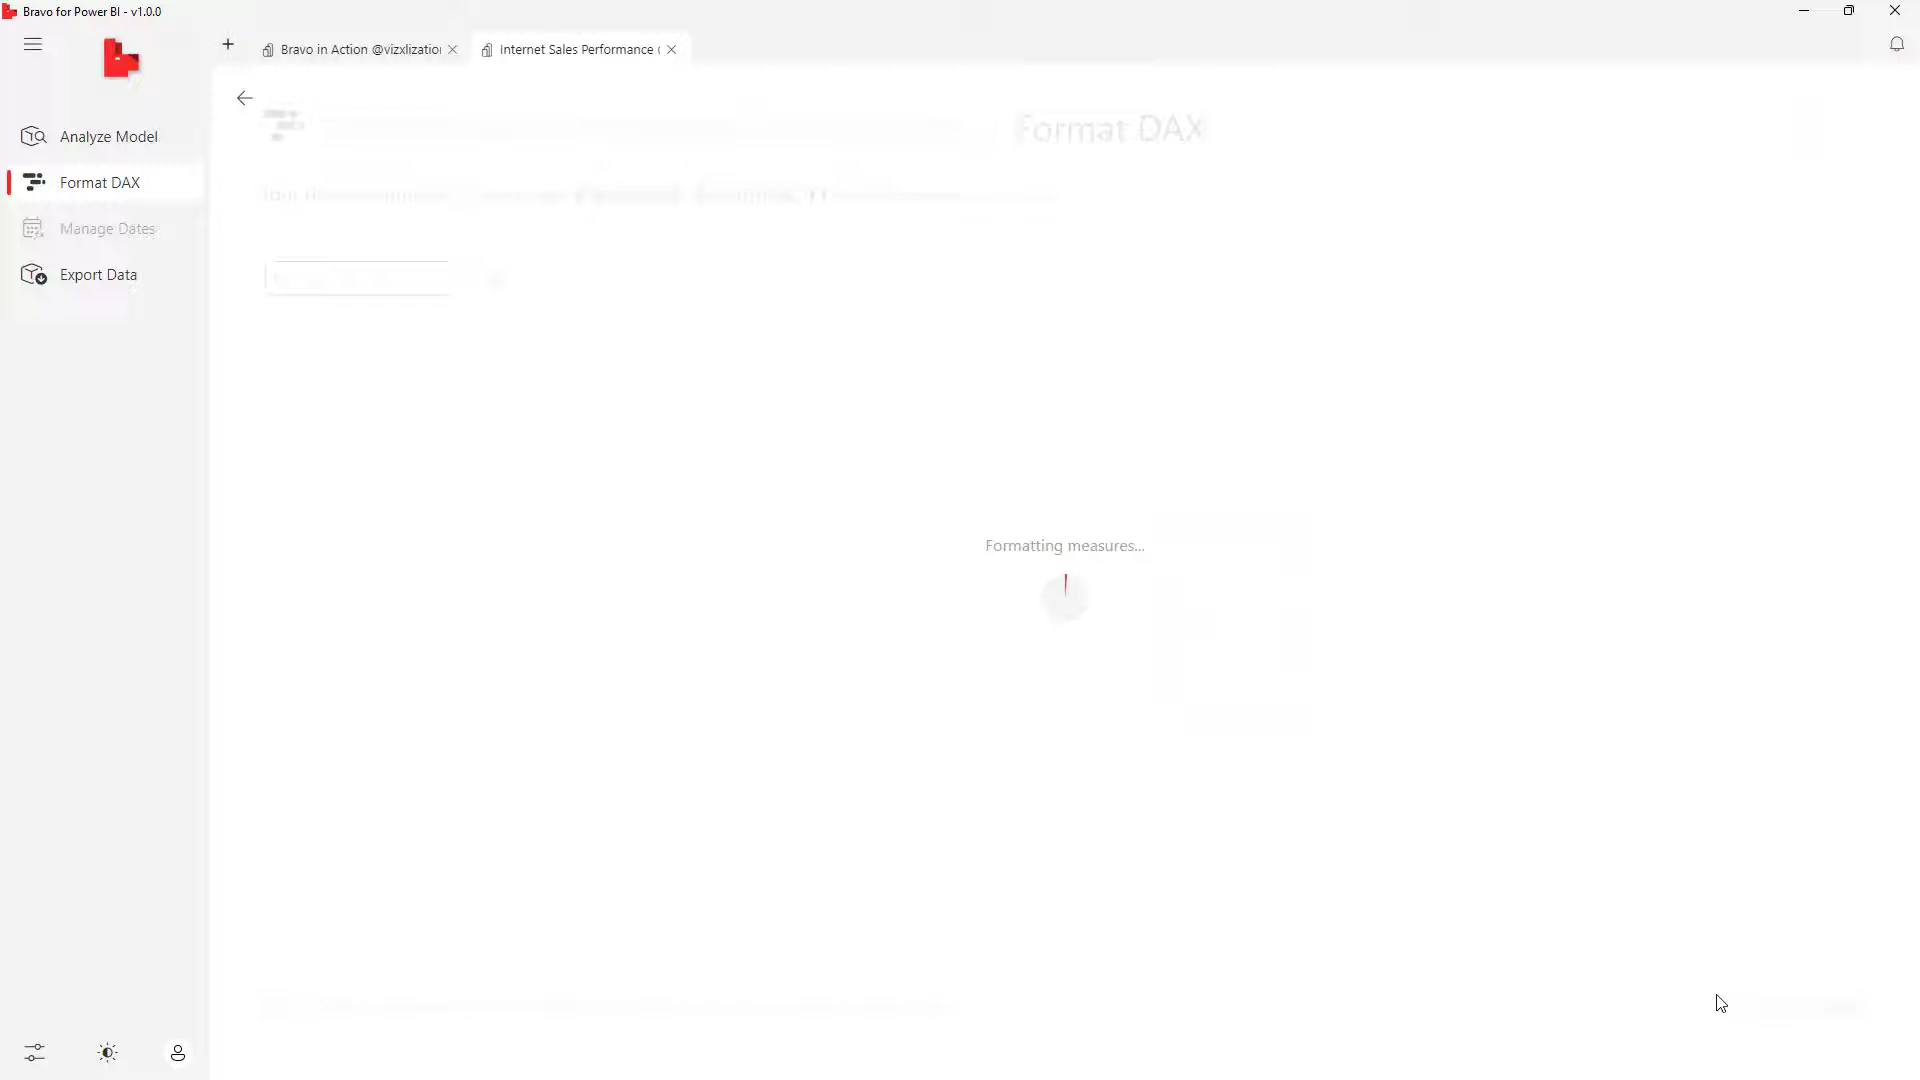 Bravo for Power BI - v1.0.0
Bravo in Action @vizxlizatio
Internet Sales Performance (
Analyze Model
Format DAX
Format DAX
Manage Dates
Export Data
Formatting measures...